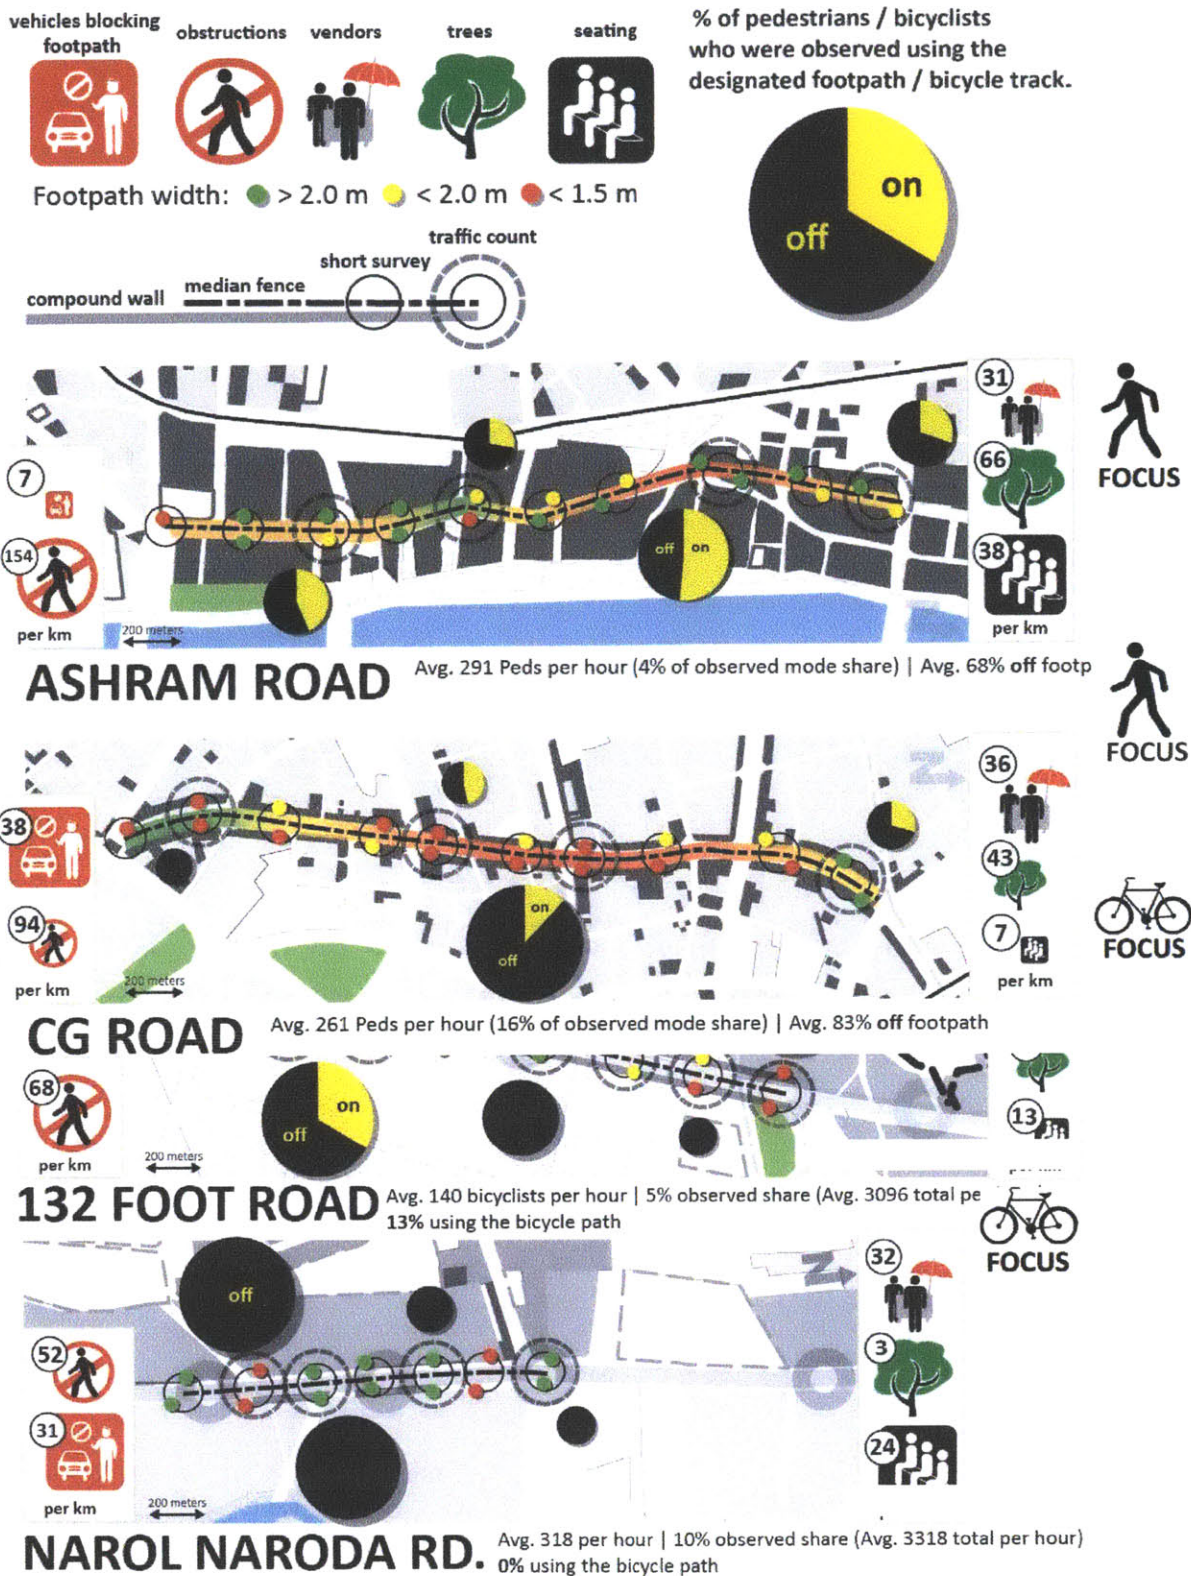 vehicles blocking
footpath
obstructions
vendors
trees
seating
% of pedestrians / bicyclists
who were observed using the
designated footpath / bicycle track.
on
off
Footpath width: > 2.0 m < 2.0 m < 1.5 m
traffic count
short survey
median fence
compound wall
31
66
38
per km
7
154
per km
200 meters
off on
FOCUS
ASHRAM ROAD
Avg. 291 Peds per hour (4% of observed mode share) | Avg. 68% off footp
FOCUS
38
94
per km
200 meters
on
off
N
36
43
7
per km
FOCUS
CG ROAD
Avg. 261 Peds per hour (16% of observed mode share) | Avg. 83% off footpath
68
per km
200 meters
on
off
13
132 FOOT ROAD
Avg. 140 bicyclists per hour | 5% observed share (Avg. 3096 total pe
13% using the bicycle path
FOCUS
off
N
52
31
per km
200 meters
32
3
24
NAROL NARODA RD.
Avg. 318 per hour | 10% observed share (Avg. 3318 total per hour)
0% using the bicycle path